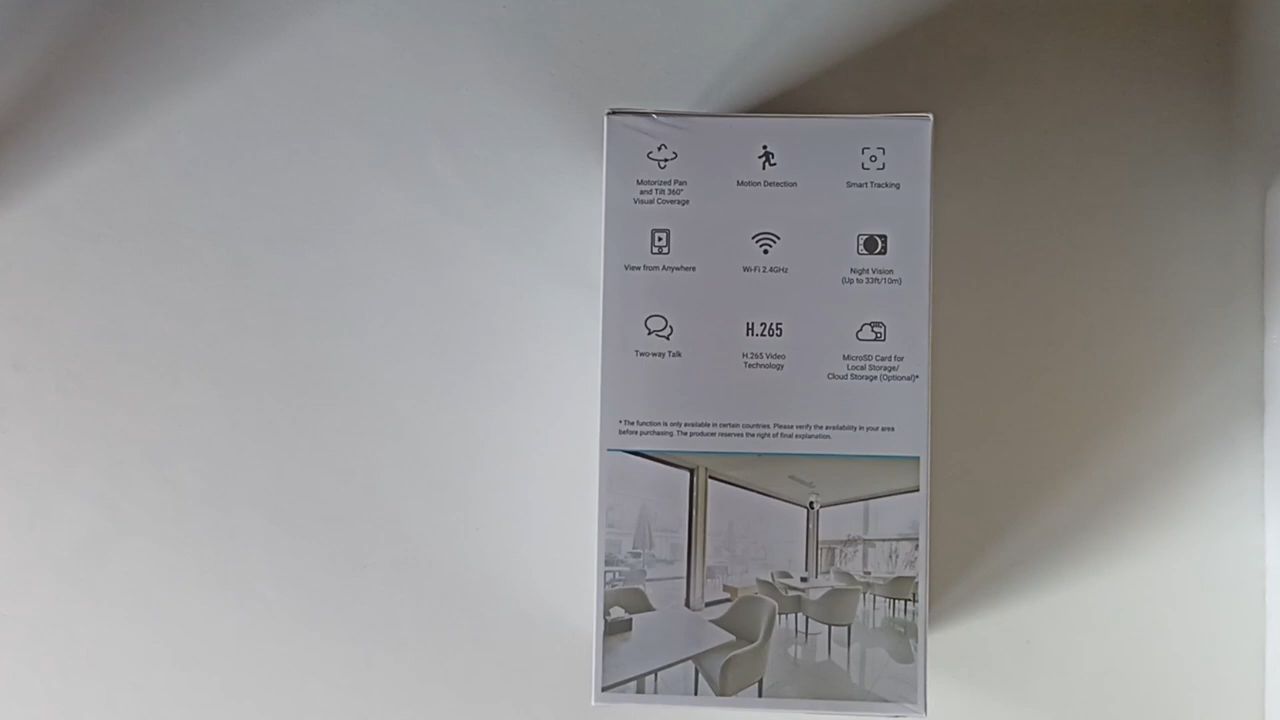 Motorized Pan
and Tilt 360°
Visual Coverage
Motion Detection
Smart Tracking
View from Anywhere
Wi-Fi 2.4GHz
Night Vision
(Up to 33ft/10m)
Two-way Talk
H.265
H.265 Video
Technology
MicroSD Card for
Local Storage/
Cloud Storage (Optional)*
* The function is only available in certain countries. Please verify the availability in your area
before purchasing. The producer reserves the right of final explanation.